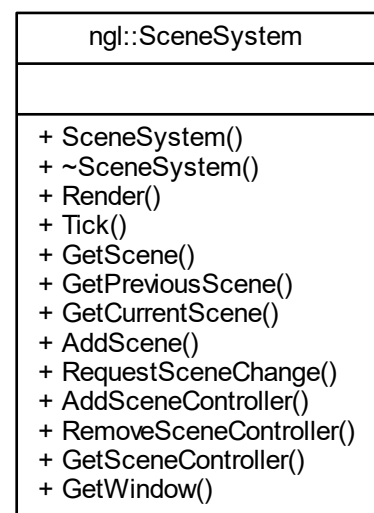 ngl::SceneSystem
+ SceneSystem()
+ ~SceneSystem()
+ Render()
+ Tick()
+ GetScene()
+ GetPreviousScene()
+ GetCurrentScene()
+ AddScene()
+ RequestSceneChange()
+ AddSceneController()
+ RemoveSceneController()
+ GetSceneController()
+ GetWindow()